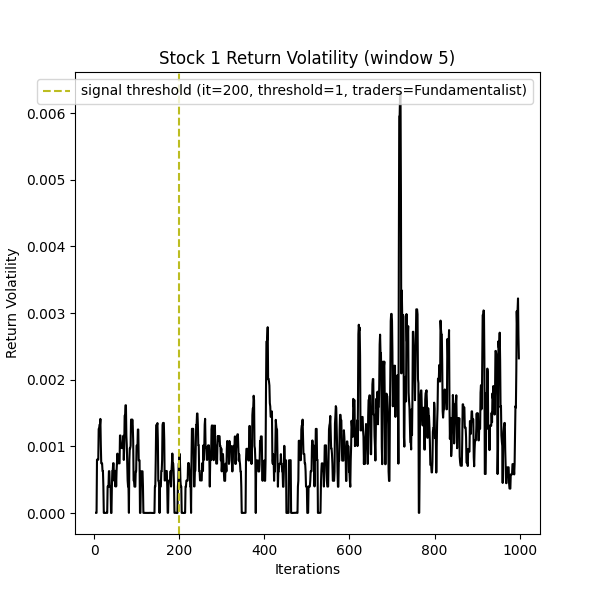 Stock 1 Return Volatility (window 5)
signal threshold (it=200, threshold=1, traders=Fundamentalist)
0.006
0.005
0.004
0.003
0.002
0.001
0.000
Return Volatility
0 200 400 600 800 1000
Iterations